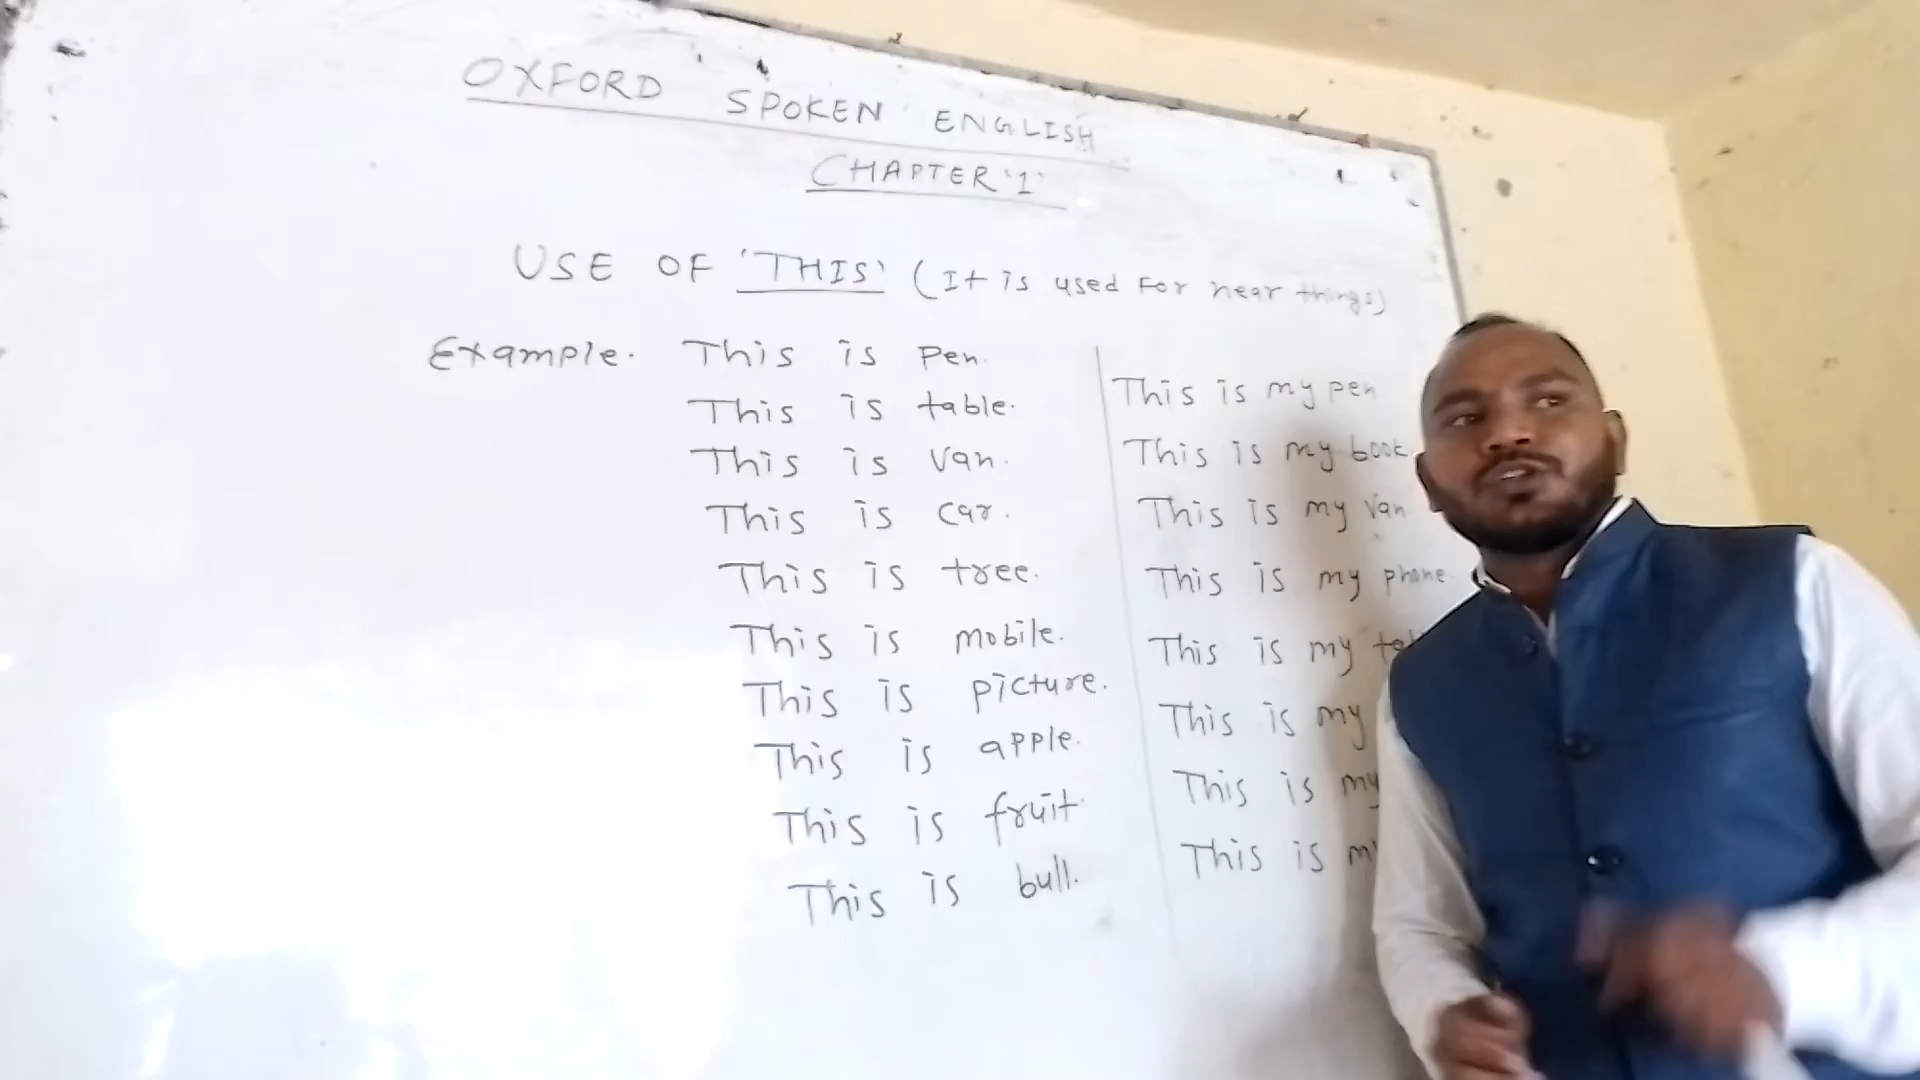 OXFORD SPOKEN ENGLISH
CHAPTER '1'
USE OF 'THIS' (It is used for near things)
Example. This is pen.
This is table.
This is van.
This is car.
This is tree.
This is mobile.
This is picture.
This is apple.
This is fruit.
This is bull.
This is my pen
This is my book
This is my van
This is my phone.
This is my
This is my
This is my
This is